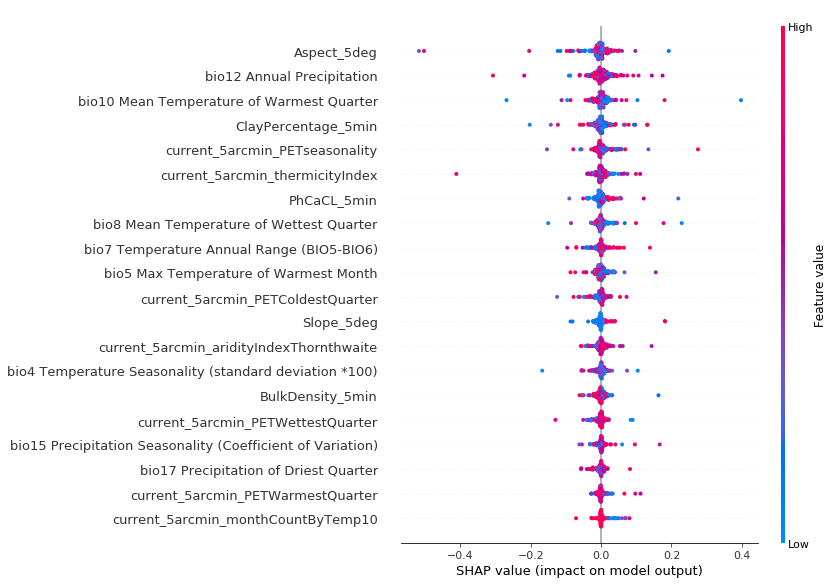 High
Aspect_5deg
bio12 Annual Precipitation
bio10 Mean Temperature of Warmest Quarter
ClayPercentage_5min
current_5arcmin_PETseasonality
current_5arcmin_thermicityIndex
PhCaCL_5min
bio8 Mean Temperature of Wettest Quarter
bio7 Temperature Annual Range (BIO5-BIO6)
bio5 Max Temperature of Warmest Month
current_5arcmin_PETColdestQuarter
Slope_5deg
current_5arcmin_aridityIndexThornthwaite
bio4 Temperature Seasonality (standard deviation *100)
BulkDensity_5min
current_5arcmin_PETWettestQuarter
bio15 Precipitation Seasonality (Coefficient of Variation)
bio17 Precipitation of Driest Quarter
current_5arcmin_PETWarmestQuarter
current_5arcmin_monthCountByTemp10
Feature value
Low
−0.4 −0.2 0.0 0.2 0.4
SHAP value (impact on model output)